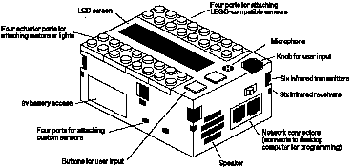 Four ports for attaching
LEGO-compatible sensors
LCD screen
Four actuator ports for
attaching motors or lights
Microphone
Knob for user input
Six infrared transmitters
Six infrared receivers
9V battery access
Four ports for attaching
custom sensors
Buttons for user input
Speaker
Network connectors
(connects to desktop
computer for programming)